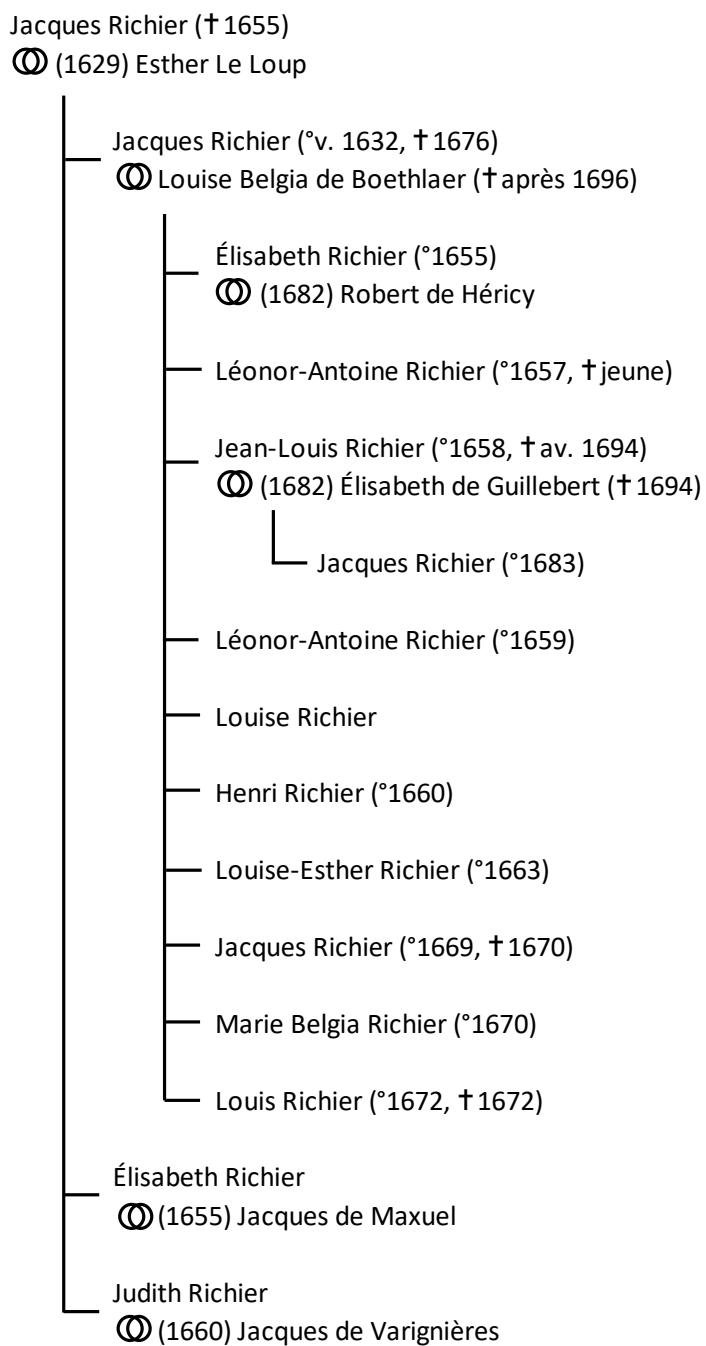 Jacques Richier (†1655)
(1629) Esther Le Loup
Jacques Richier (°v. 1632, †1676)
Louise Belgia de Boethlaer (†après 1696)
Élisabeth Richier (°1655)
(1682) Robert de Héricy
Léonor-Antoine Richier (°1657, †jeune)
Jean-Louis Richier (°1658, †av. 1694)
(1682) Élisabeth de Guillebert (†1694)
Jacques Richier (°1683)
Léonor-Antoine Richier (°1659)
Louise Richier
Henri Richier (°1660)
Louise-Esther Richier (°1663)
Jacques Richier (°1669, †1670)
Marie Belgia Richier (°1670)
Louis Richier (°1672, †1672)
Élisabeth Richier
(1655) Jacques de Maxuel
Judith Richier
(1660) Jacques de Varignières